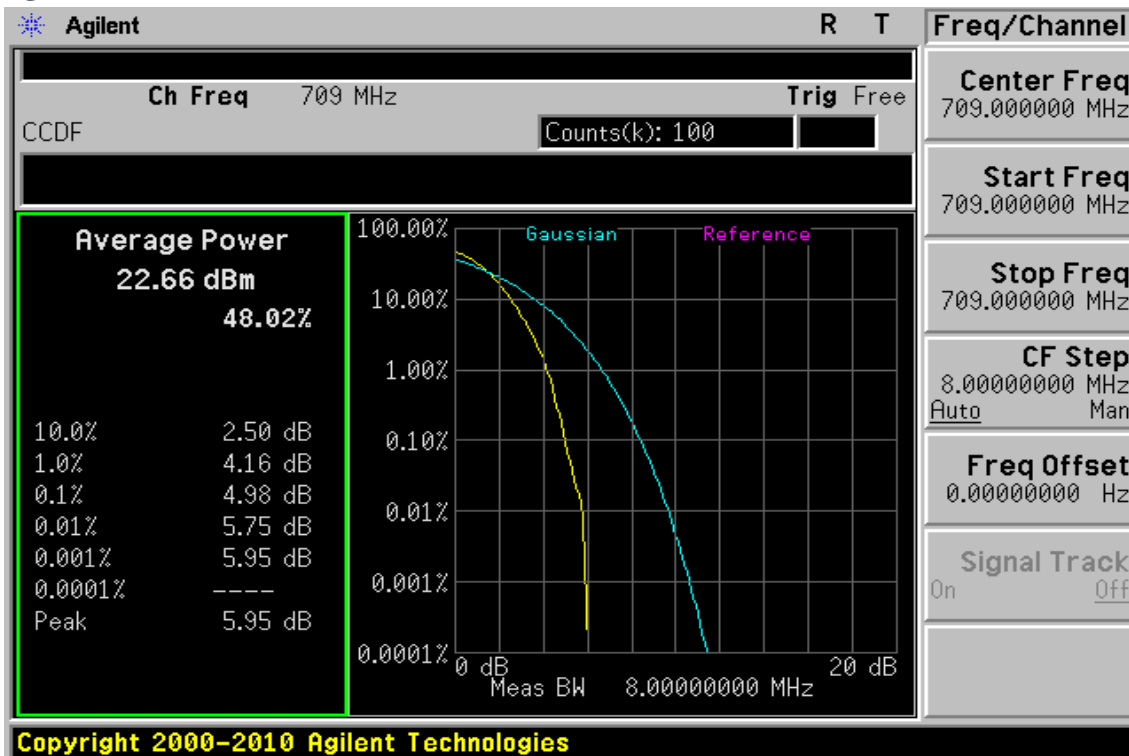 Agilent R T Freq/Channel
Ch Freq 709 MHz Trig Free
CCDF Counts(k): 100
Average Power
22.66 dBm
48.02%
10.0% 2.50 dB
1.0% 4.16 dB
0.1% 4.98 dB
0.01% 5.75 dB
0.001% 5.95 dB
0.0001% ----
Peak 5.95 dB
Gaussian Reference
100.00%
10.00%
1.00%
0.10%
0.01%
0.001%
0.0001%
0 dB 20 dB
Meas BW 8.00000000 MHz
Center Freq
709.000000 MHz
Start Freq
709.000000 MHz
Stop Freq
709.000000 MHz
CF Step
8.00000000 MHz
Auto Man
Freq Offset
0.00000000 Hz
Signal Track
On Off
Copyright 2000-2010 Agilent Technologies